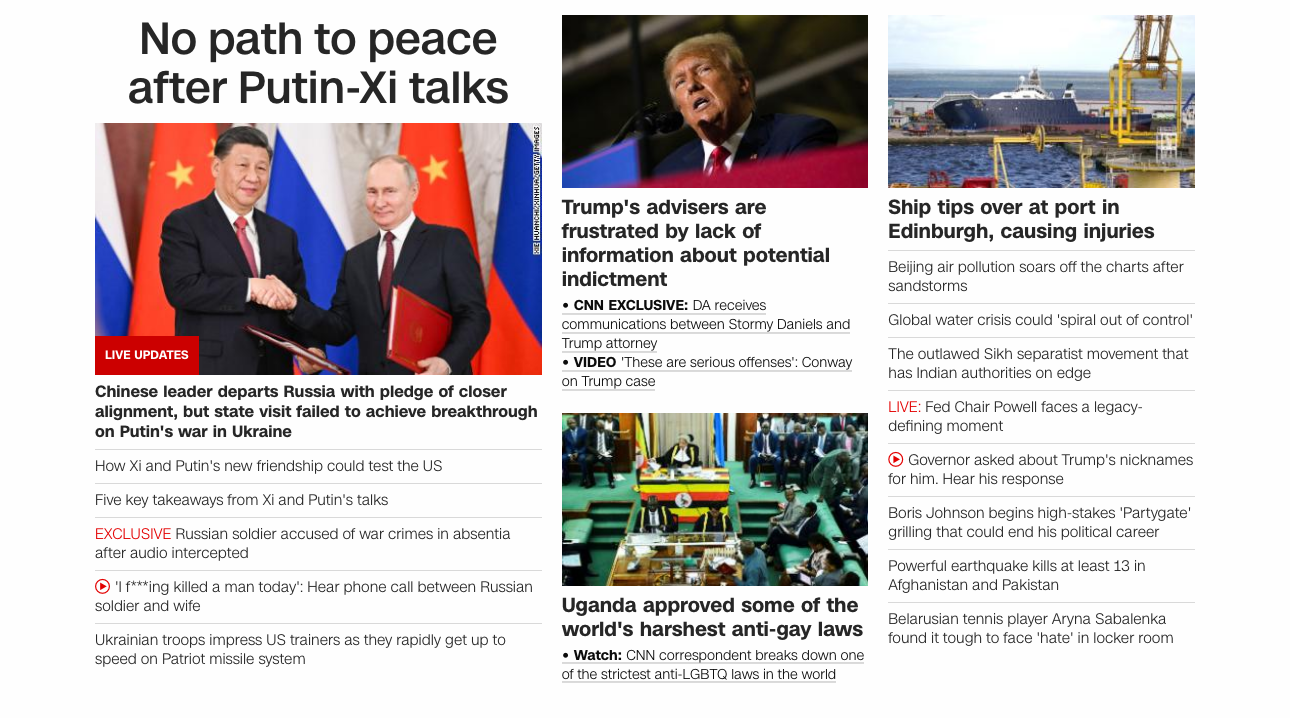 No path to peace
after Putin-Xi talks
XIE HUANCHI/XINHUA/GETTY IMAGES
LIVE UPDATES
Chinese leader departs Russia with pledge of closer
alignment, but state visit failed to achieve breakthrough
on Putin's war in Ukraine
How Xi and Putin's new friendship could test the US
Five key takeaways from Xi and Putin's talks
EXCLUSIVE Russian soldier accused of war crimes in absentia
after audio intercepted
'I f***ing killed a man today': Hear phone call between Russian
soldier and wife
Ukrainian troops impress US trainers as they rapidly get up to
speed on Patriot missile system
Trump's advisers are
frustrated by lack of
information about potential
indictment
• CNN EXCLUSIVE: DA receives
communications between Stormy Daniels and
Trump attorney
• VIDEO 'These are serious offenses': Conway
on Trump case
Uganda approved some of the
world's harshest anti-gay laws
• Watch: CNN correspondent breaks down one
of the strictest anti-LGBTQ laws in the world
Ship tips over at port in
Edinburgh, causing injuries
Beijing air pollution soars off the charts after
sandstorms
Global water crisis could 'spiral out of control'
The outlawed Sikh separatist movement that
has Indian authorities on edge
LIVE: Fed Chair Powell faces a legacy-
defining moment
Governor asked about Trump's nicknames
for him. Hear his response
Boris Johnson begins high-stakes 'Partygate'
grilling that could end his political career
Powerful earthquake kills at least 13 in
Afghanistan and Pakistan
Belarusian tennis player Aryna Sabalenka
found it tough to face 'hate' in locker room